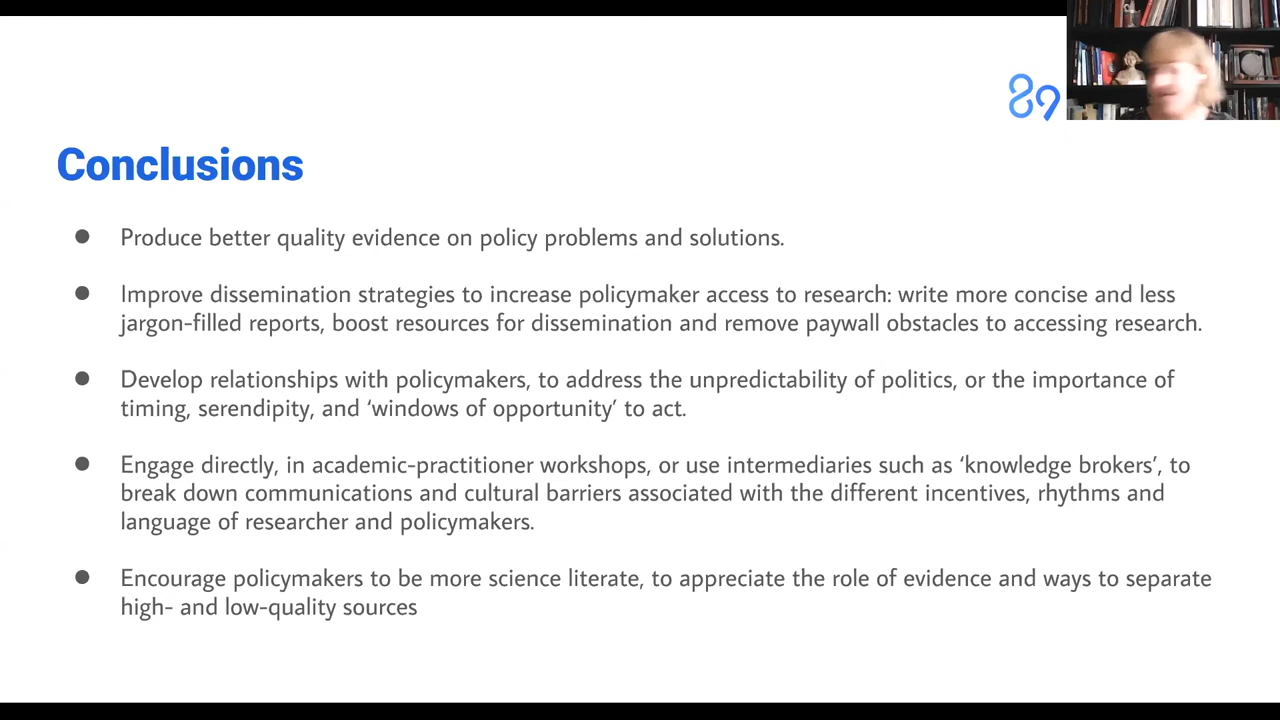 89
Conclusions
● Produce better quality evidence on policy problems and solutions.
● Improve dissemination strategies to increase policymaker access to research: write more concise and less
jargon-filled reports, boost resources for dissemination and remove paywall obstacles to accessing research.
● Develop relationships with policymakers, to address the unpredictability of politics, or the importance of
timing, serendipity, and ‘windows of opportunity’ to act.
● Engage directly, in academic-practitioner workshops, or use intermediaries such as ‘knowledge brokers’, to
break down communications and cultural barriers associated with the different incentives, rhythms and
language of researcher and policymakers.
● Encourage policymakers to be more science literate, to appreciate the role of evidence and ways to separate
high- and low-quality sources